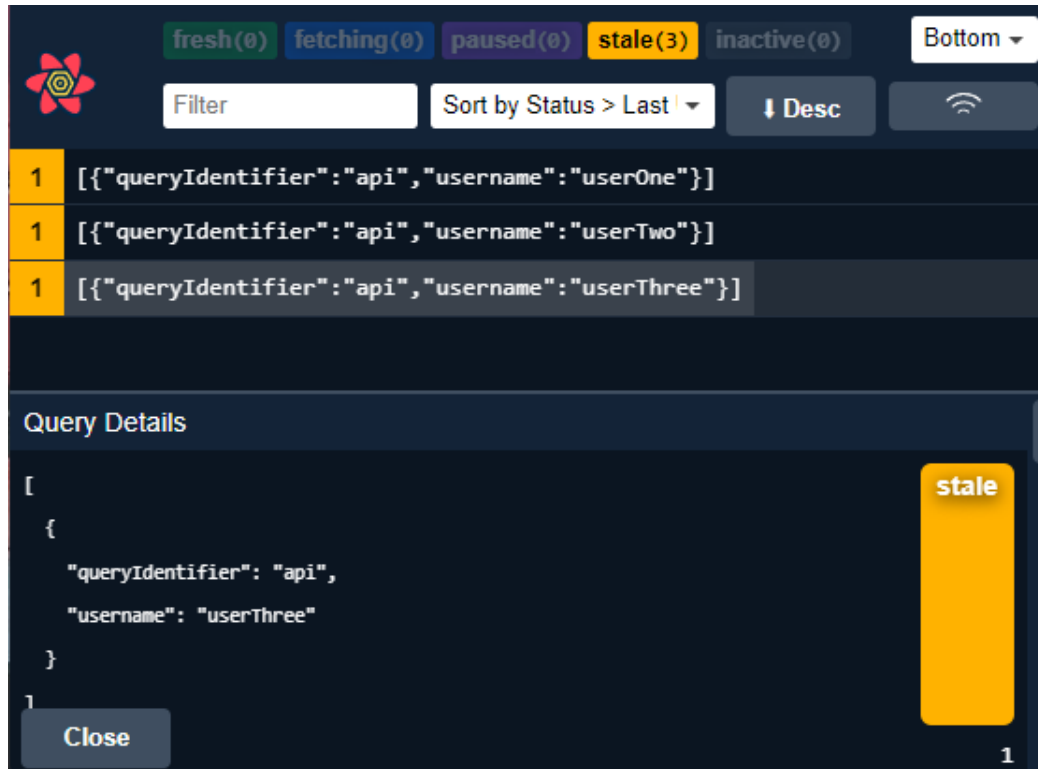 fresh(0) fetching(0) paused(0) stale(3) inactive(0) Bottom
Filter Sort by Status > Last ⬇ Desc
1 [{"queryIdentifier":"api","username":"userOne"}]
1 [{"queryIdentifier":"api","username":"userTwo"}]
1 [{"queryIdentifier":"api","username":"userThree"}]
Query Details
[ stale
{
"queryIdentifier": "api",
"username": "userThree"
}
]
Close 1